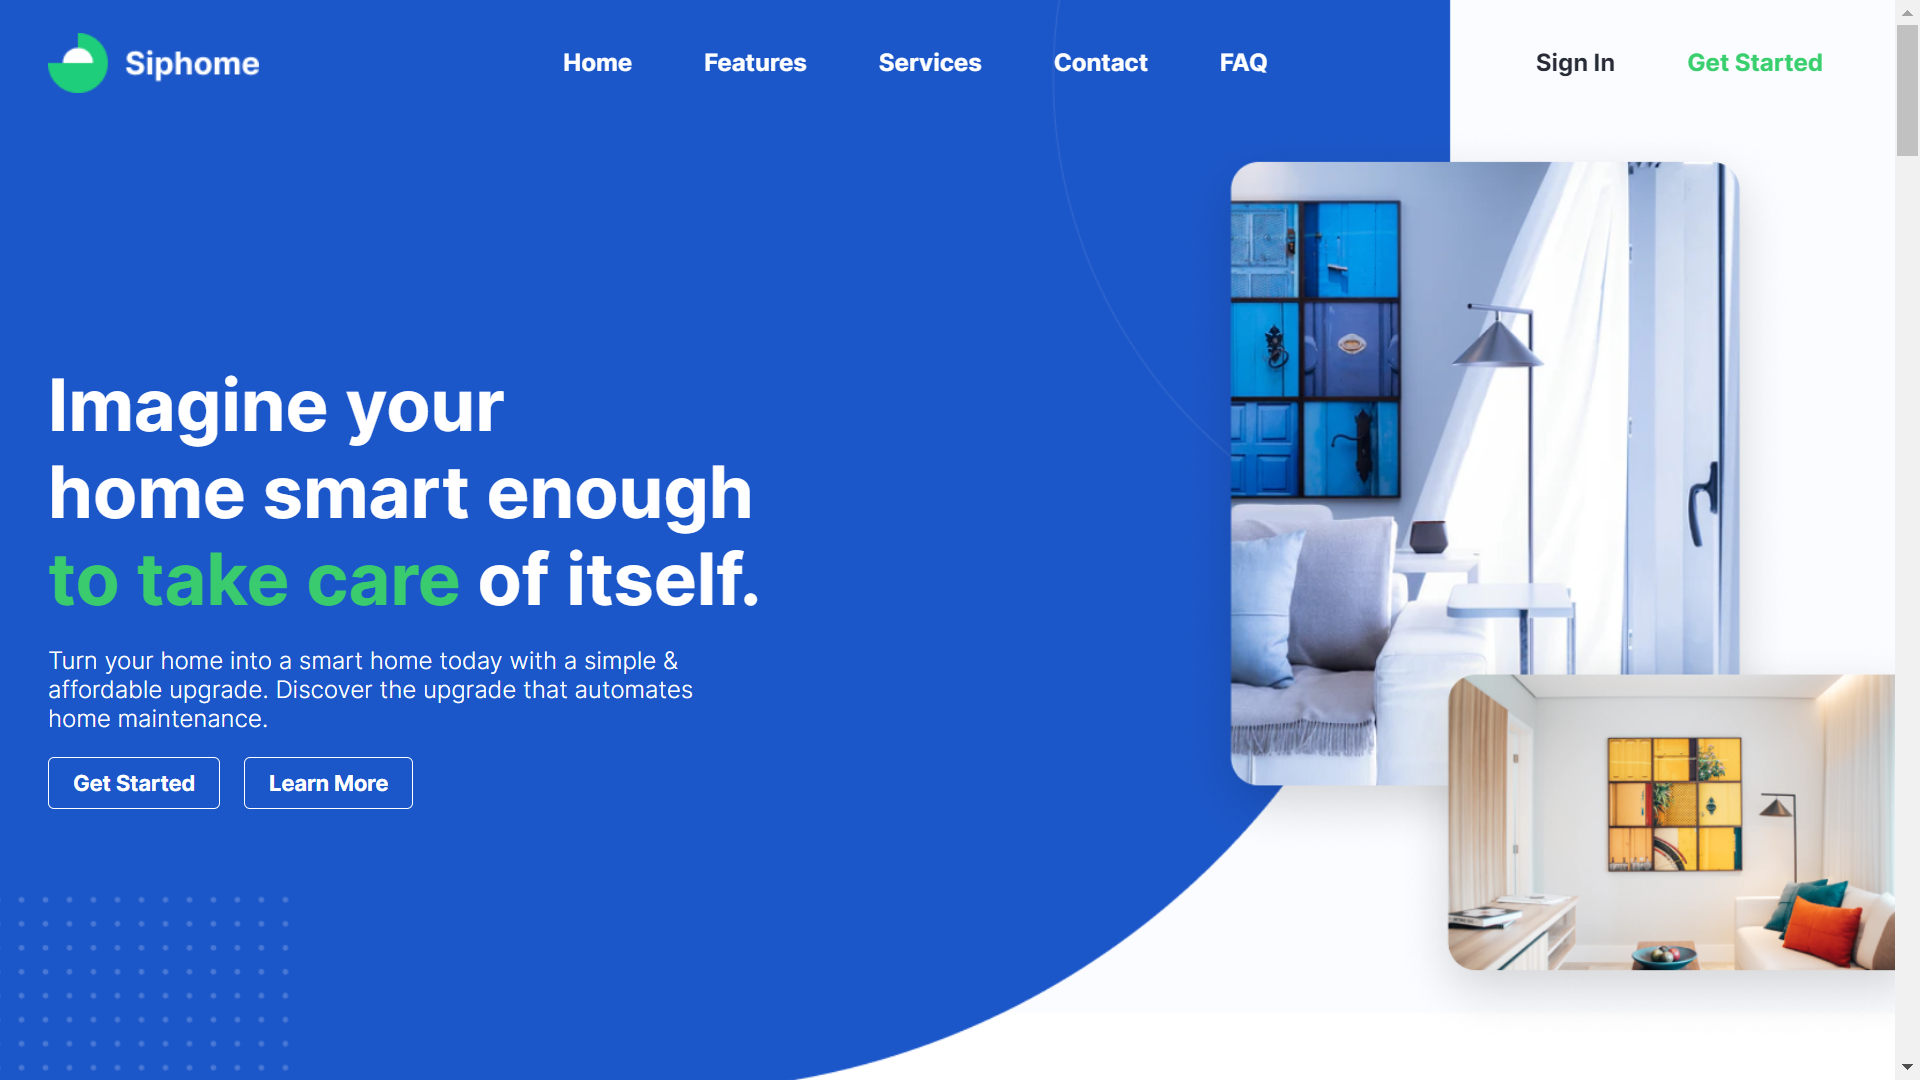 Siphome
Home
Features
Services
Contact
FAQ
Sign In
Get Started
Imagine your
home smart enough
to take care of itself.
Turn your home into a smart home today with a simple &
affordable upgrade. Discover the upgrade that automates
home maintenance.
Get Started
Learn More